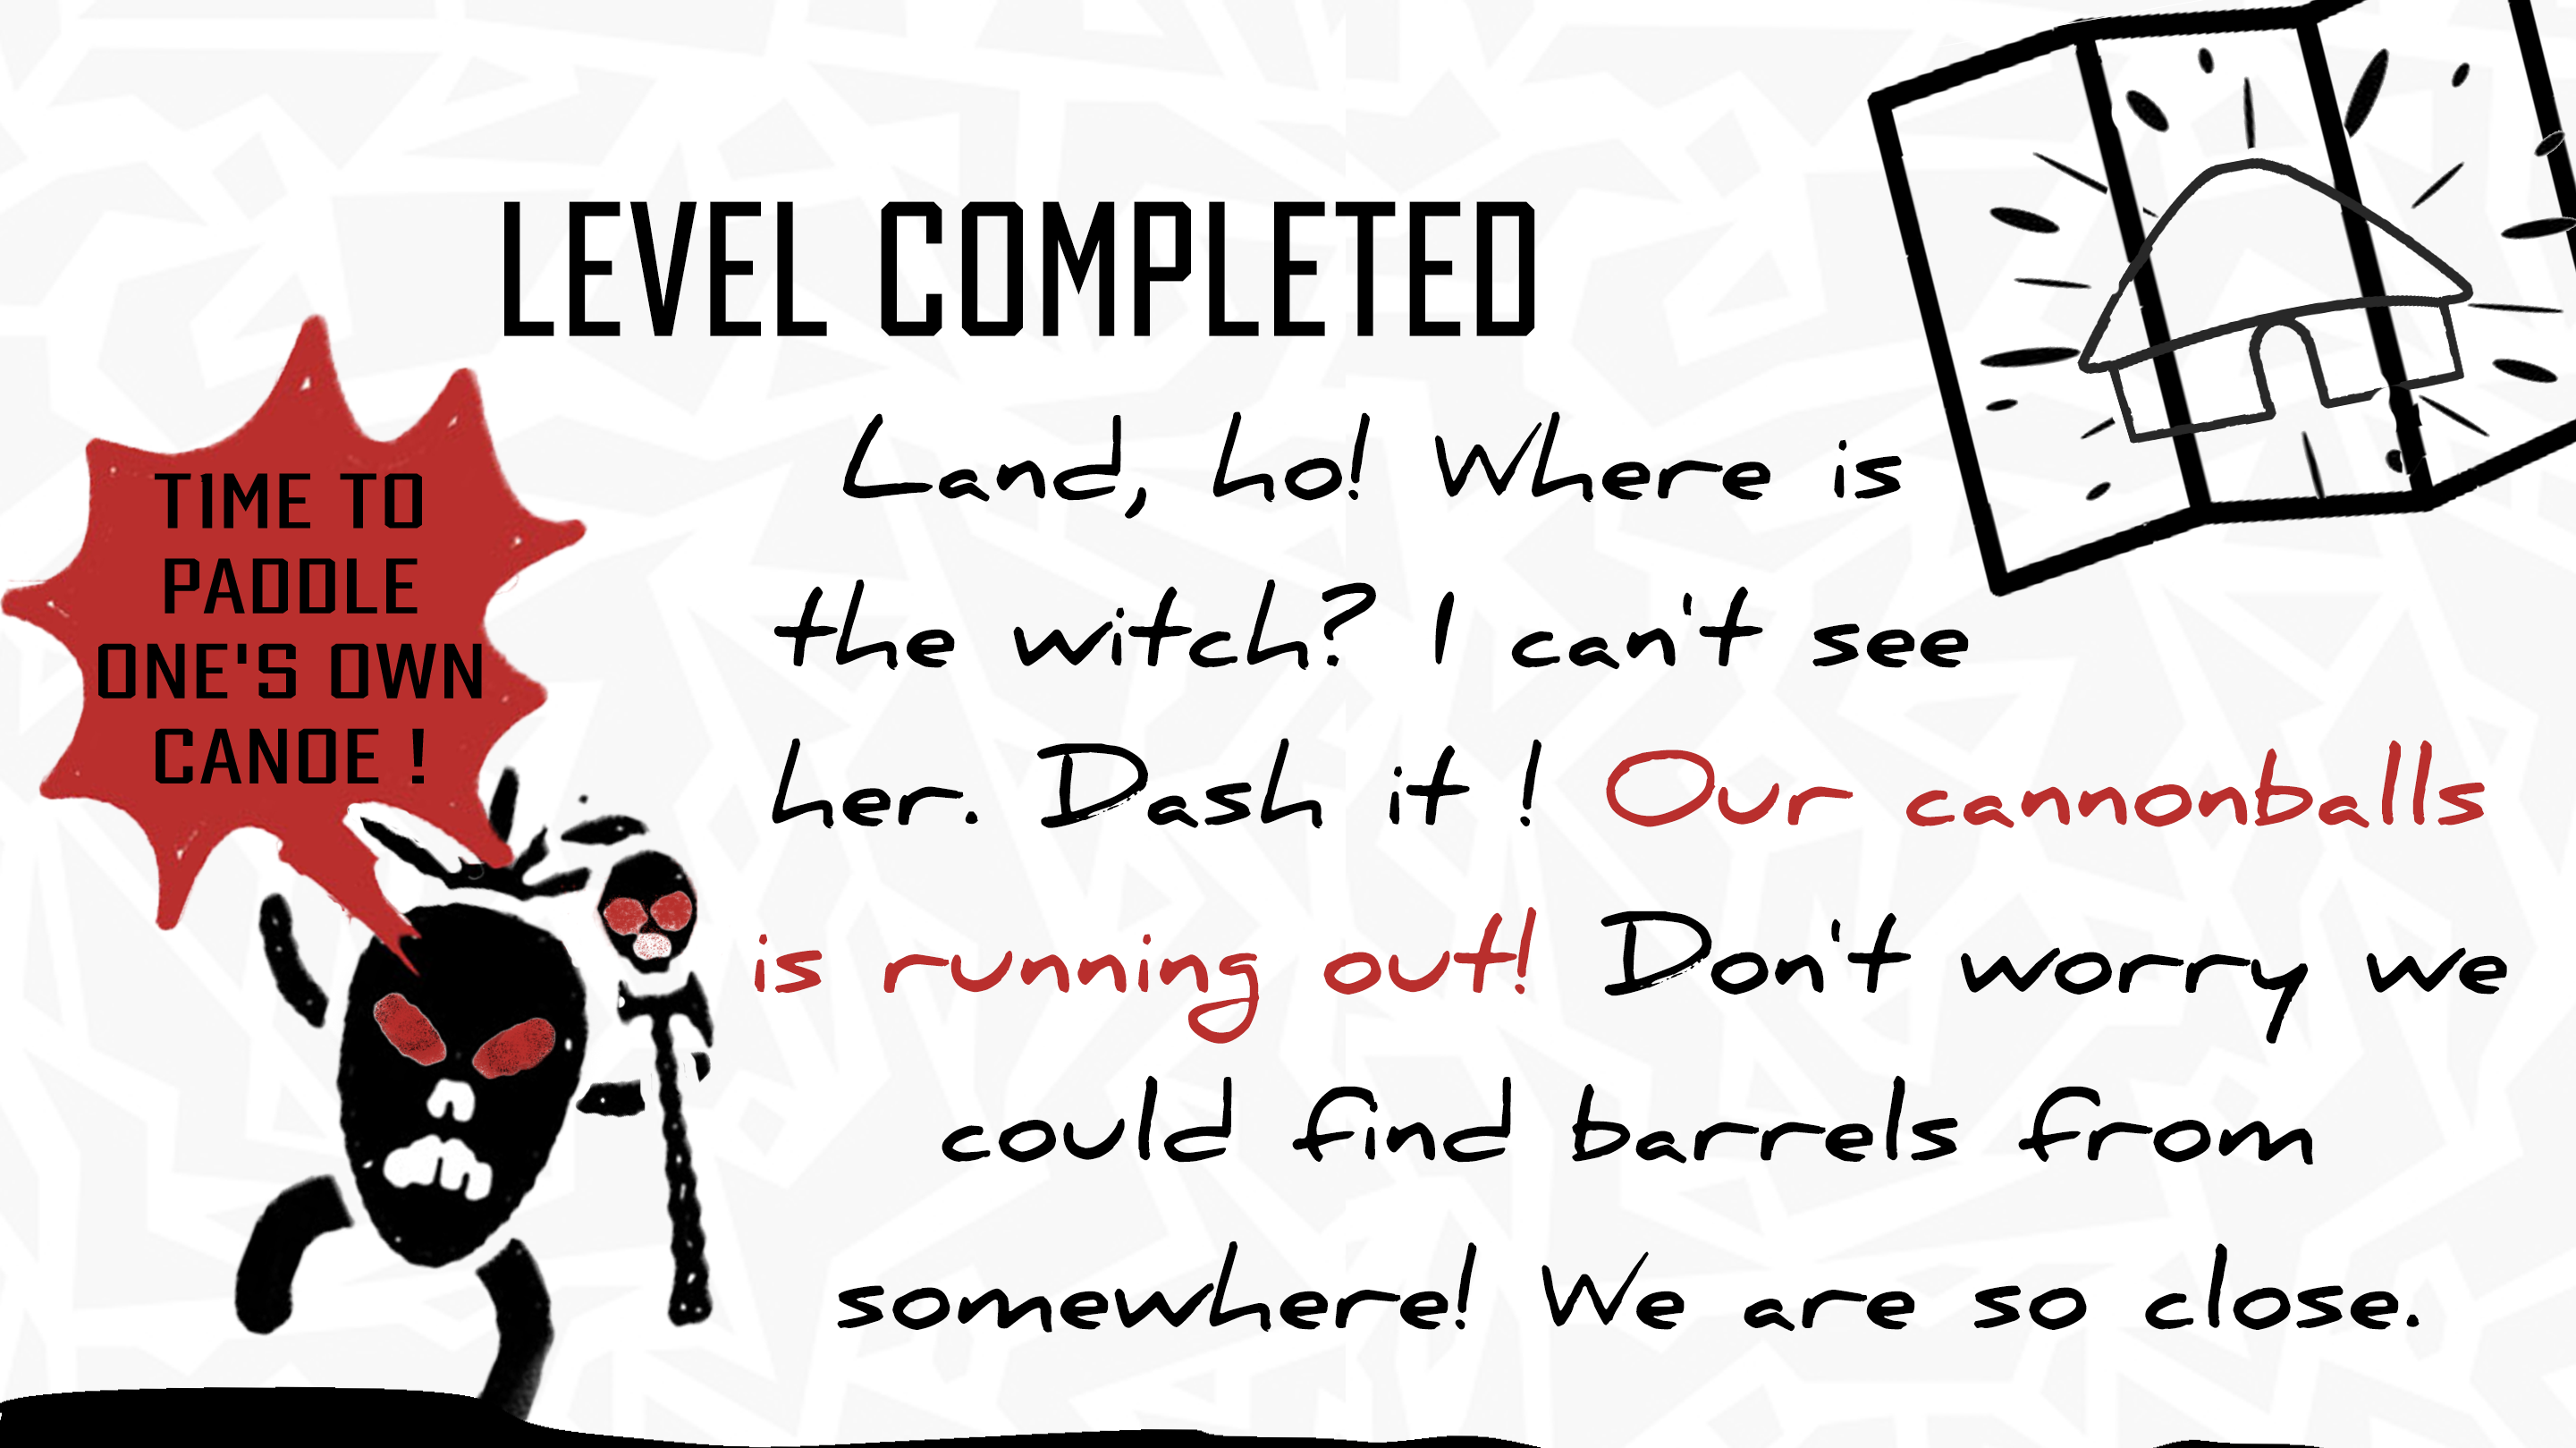 LEVEL COMPLETED
TIME TO
PADDLE
ONE'S OWN
CANOE !
Land, ho! Where is
the witch? I can't see
her. Dash it ! Our cannonballs
is running out! Don't worry we
could find barrels from
somewhere! We are so close.